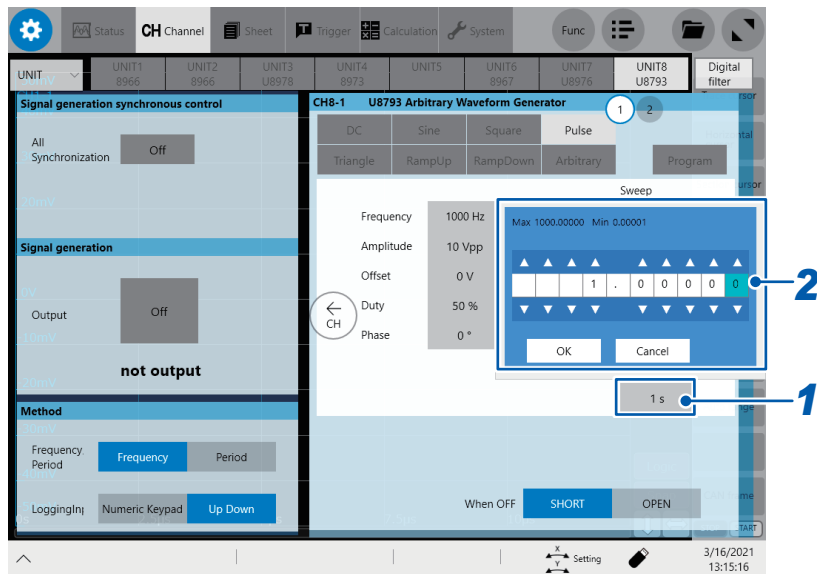 Status CH Channel Sheet Trigger Calculation System Func
UNIT
UNIT1 UNIT2 UNIT3 UNIT4 UNIT5 UNIT6 UNIT7 UNIT8
8966 8966 U8978 8973 8967 U8976 U8793
Digital
filter
Signal generation synchronous control
All
Synchronization
Off
Signal generation
Output
Off
not output
Method
Frequency
Period
Frequency Period
Numeric Keypad Up Down
CH8-1 U8793 Arbitrary Waveform Generator
1 2
DC Sine Square Pulse
Triangle RampUp RampDown Arbitrary Program
Sweep
Frequency 1000 Hz
Amplitude 10 Vpp
Offset 0 V
Duty 50 %
Phase 0 °
CH
Max 1000.00000 Min 0.00001
1 . 0 0 0 0 0
OK Cancel
2
1 s
1
When OFF SHORT OPEN
X
Y
Setting
3/16/2021
13:15:16